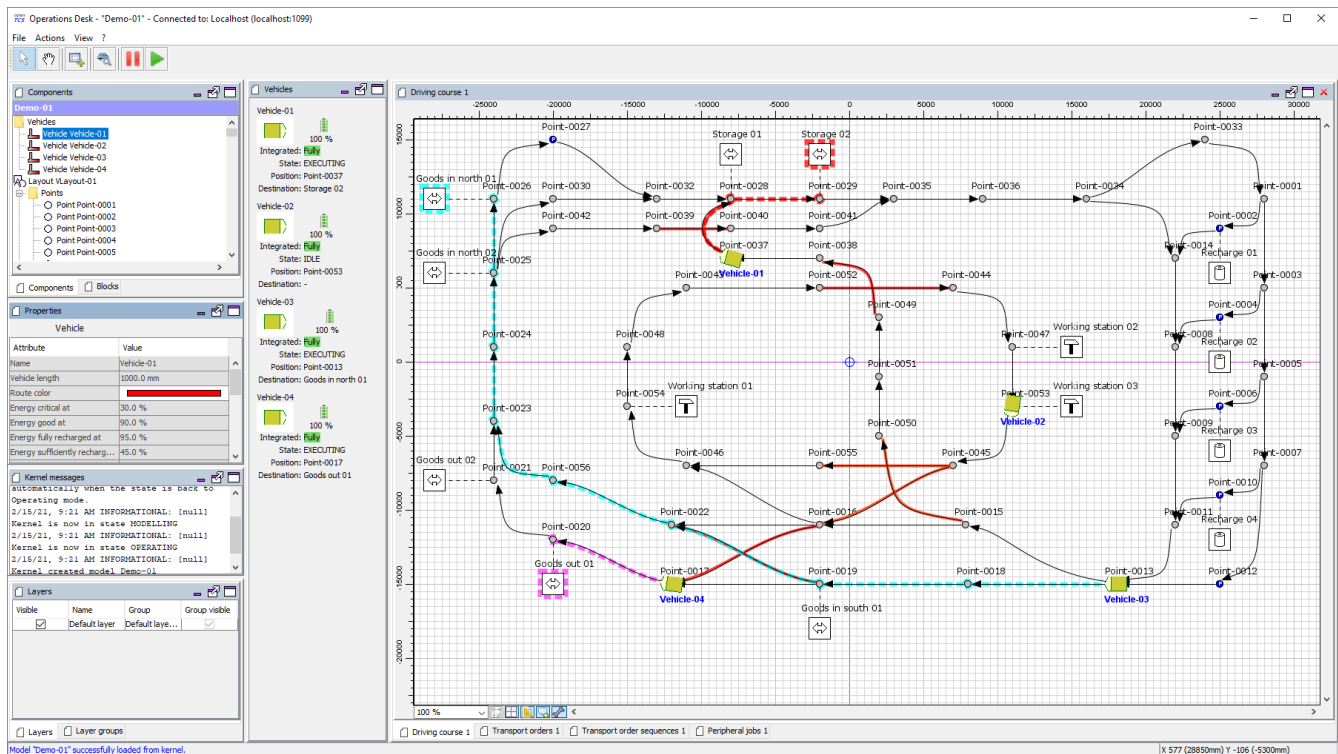 open TCS Operations Desk - "Demo-01" - Connected to: Localhost (localhost:1099)
File Actions View ?
Components
Demo-01
Vehicles
Vehicle Vehicle-01
Vehicle Vehicle-02
Vehicle Vehicle-03
Vehicle Vehicle-04
Layout VLayout-01
Points
Point Point-0001
Point Point-0002
Point Point-0003
Point Point-0004
Point Point-0005
Components Blocks
Properties
Vehicle
Attribute Value
Name Vehicle-01
Vehicle length 1000.0 mm
Route color
Energy critical at 30.0 %
Energy good at 90.0 %
Energy fully recharged at 95.0 %
Energy sufficiently recharg... 45.0 %
Kernel messages
automatically when the state is back to
Operating mode.
2/15/21, 9:21 AM INFORMATIONAL: [null]
Kernel is now in state MODELLING
2/15/21, 9:21 AM INFORMATIONAL: [null]
Kernel is now in state OPERATING
2/15/21, 9:21 AM INFORMATIONAL: [null]
Kernel created model Demo-01
Layers
Visible Name Group Group visible
Default layer Default laye...
Layers Layer groups
Model "Demo-01" successfully loaded from kernel.
Vehicles
Vehicle-01
100 %
Integrated: Fully
State: EXECUTING
Position: Point-0037
Destination: Storage 02
Vehicle-02
100 %
Integrated: Fully
State: IDLE
Position: Point-0053
Destination: -
Vehicle-03
100 %
Integrated: Fully
State: EXECUTING
Position: Point-0013
Destination: Goods in north 01
Vehicle-04
100 %
Integrated: Fully
State: EXECUTING
Position: Point-0017
Destination: Goods out 01
Driving course 1
-25000 -20000 -15000 -10000 -5000 0 5000 10000 15000 20000 25000 30000
15000
10000
0
-5000
-10000
-15000
-20000
Point-0027
Storage 01
Storage 02
Point-0033
Goods in north 01
Point-0026
Point-0030
Point-0032
Point-0028
Point-0029
Point-0035
Point-0036
Point-0034
Point-0001
Point-0042
Point-0039
Point-0040
Point-0041
Point-0002
P
Goods in north 02
Point-0025
Point-0037
Point-0038
Point-0014
Recharge 01
Vehicle-01
Point-0043
Point-0052
Point-0044
Point-0003
Point-0049
Point-0004
Point-0024
Point-0048
Point-0047
Working station 02
Point-0008
Recharge 02
Point-0051
Point-0005
Point-0054
Working station 01
Point-0053
Working station 03
Point-0006
Vehicle-02
Point-0023
Point-0050
Point-0009
Recharge 03
Goods out 02
Point-0021
Point-0056
Point-0046
Point-0055
Point-0045
Point-0007
Point-0010
Point-0022
Point-0016
Point-0015
Point-0011
Recharge 04
Point-0020
Goods out 01
Point-0017
Point-0019
Point-0018
Point-0013
Point-0012
Vehicle-04
Vehicle-03
Goods in south 01
100 %
Driving course 1 Transport orders 1 Transport order sequences 1 Peripheral jobs 1
X 577 (28850mm) Y -106 (-5300mm)